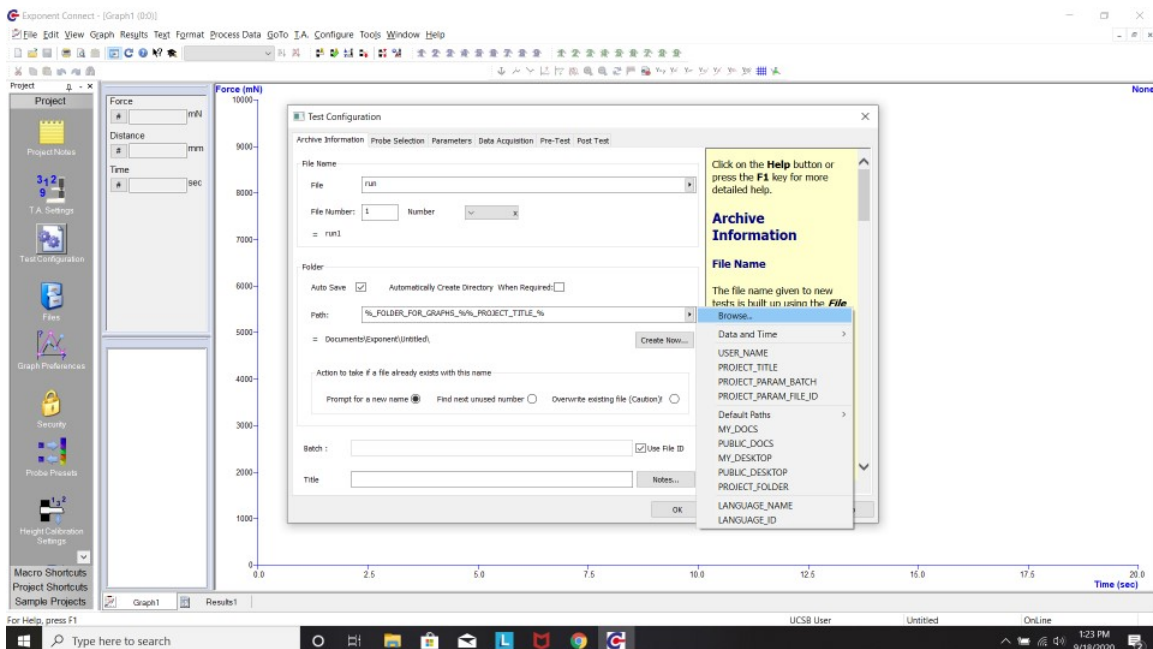 Exponent Connect - [Graph1 (0:0)]
File Edit View Graph Results Text Format Process Data GoTo T.A. Configure Tools Window Help
Project
Project
Project Notes
T.A. Settings
Test Configuration
Files
Graph Preferences
Security
Probe Presets
Height Calibration
Settings
Macro Shortcuts
Project Shortcuts
Sample Projects
Force
# mN
Distance
# mm
Time
# sec
Force (mN)
None
10000
9000
8000
7000
6000
5000
4000
3000
2000
1000
0
0.0 2.5 5.0 7.5 10.0 12.5 15.0 17.5 20.0
Time (sec)
Test Configuration
Archive Information Probe Selection Parameters Data Acquisition Pre-Test Post Test
File Name
File run
File Number: 1 Number x
= run1
Folder
Auto Save Automatically Create Directory When Required:
Path: %_FOLDER_FOR_GRAPHS_%%_PROJECT_TITLE_%
= Documents\Exponent\Untitled\ Create Now...
Action to take if a file already exists with this name
Prompt for a new name Find next unused number Overwrite existing file (Caution)!
Batch : Use File ID
Title Notes...
OK
Click on the Help button or
press the F1 key for more
detailed help.
Archive
Information
File Name
The file name given to new
tests is built up using the File
Browse...
Data and Time
USER_NAME
PROJECT_TITLE
PROJECT_PARAM_BATCH
PROJECT_PARAM_FILE_ID
Default Paths
MY_DOCS
PUBLIC_DOCS
MY_DESKTOP
PUBLIC_DESKTOP
PROJECT_FOLDER
LANGUAGE_NAME
LANGUAGE_ID
Graph1 Results1
For Help, press F1 UCSB User Untitled OnLine
Type here to search
1:23 PM
9/18/2020